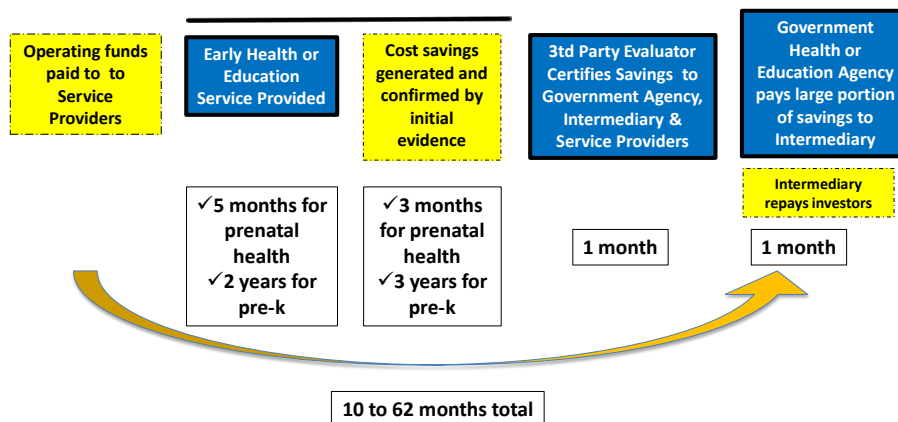 Operating funds
paid to to
Service
Providers
Early Health or
Education
Service Provided
Cost savings
generated and
confirmed by
initial
evidence
3td Party Evaluator
Certifies Savings to
Government Agency,
Intermediary &
Service Providers
Government
Health or
Education Agency
pays large portion
of savings to
Intermediary
Intermediary
repays investors
✓5 months for
prenatal
health
✓2 years for
pre-k
✓3 months
for prenatal
health
✓3 years for
pre-k
1 month
1 month
10 to 62 months total